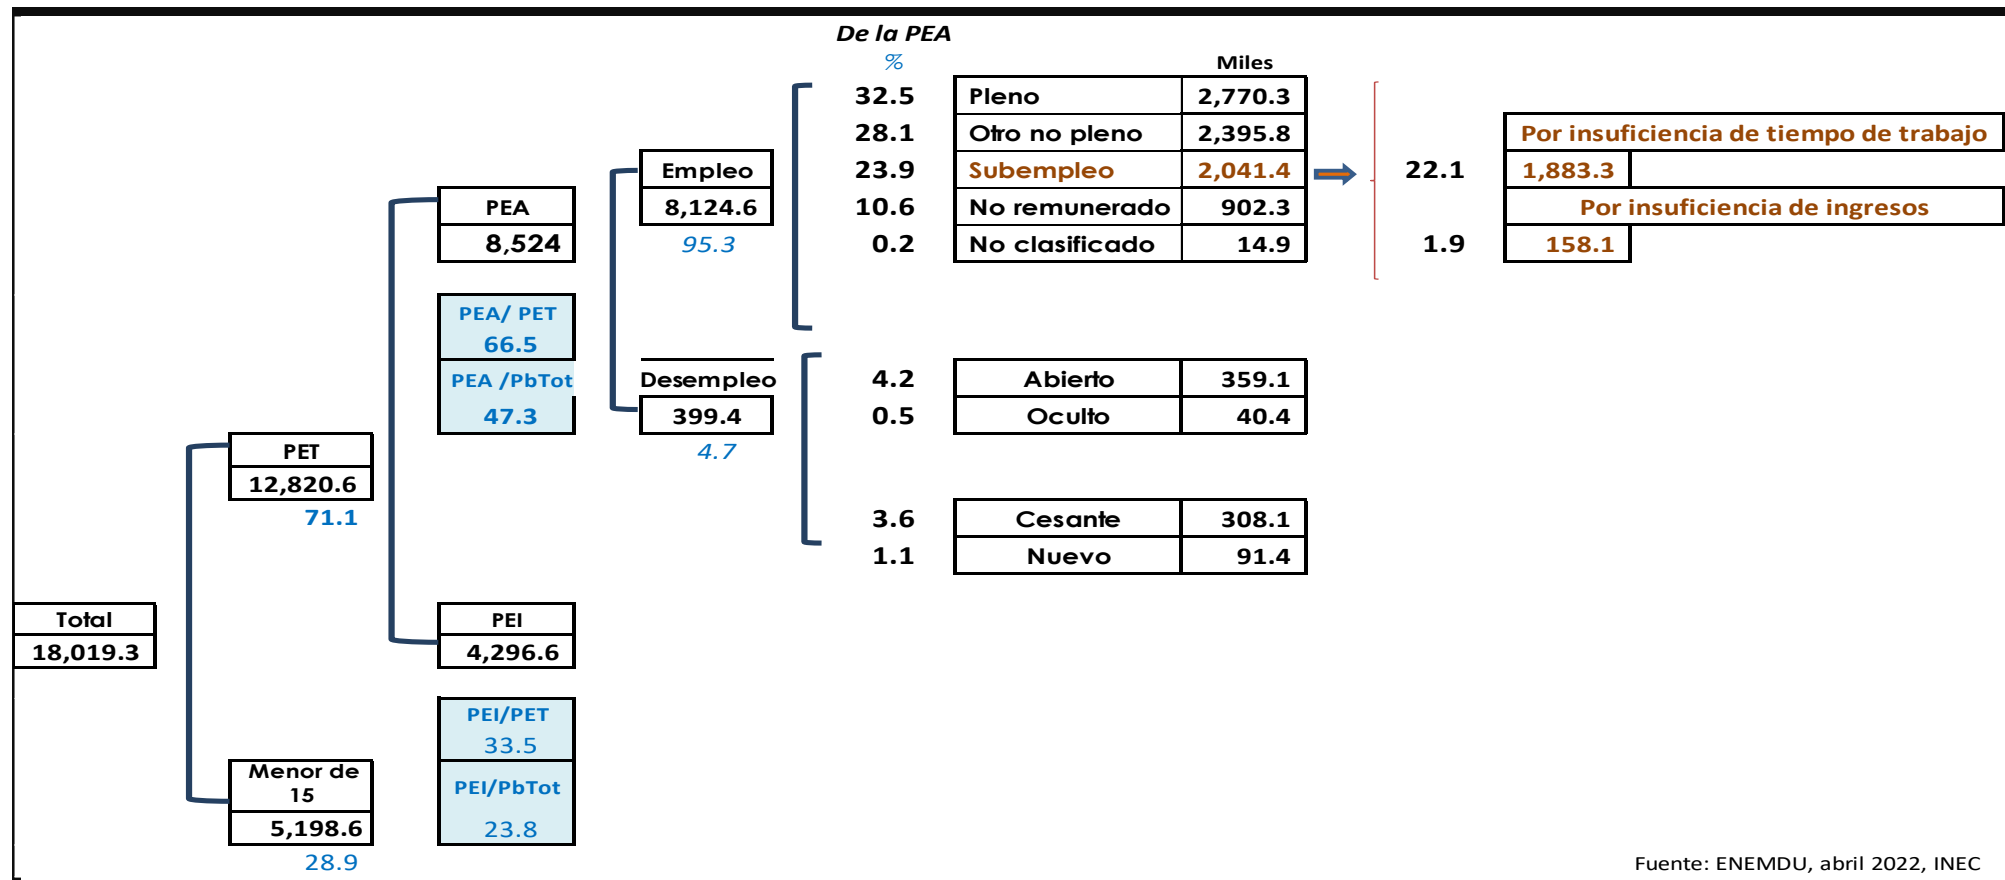 De la PEA
% Miles
32.5 Pleno 2,770.3
28.1 Otro no pleno 2,395.8 Por insuficiencia de tiempo de trabajo
Empleo 23.9 Subempleo 2,041.4 22.1 1,883.3
PEA 8,124.6 10.6 No remunerado 902.3 Por insuficiencia de ingresos
8,524 95.3 0.2 No clasificado 14.9 1.9 158.1
PEA/ PET
66.5
PEA /PbTot Desempleo 4.2 Abierto 359.1
47.3 399.4 0.5 Oculto 40.4
PET 4.7
12,820.6
71.1 3.6 Cesante 308.1
1.1 Nuevo 91.4
Total PEI
18,019.3 4,296.6
PEI/PET
33.5
Menor de
15 PEI/PbTot
5,198.6 23.8
28.9 Fuente: ENEMDU, abril 2022, INEC